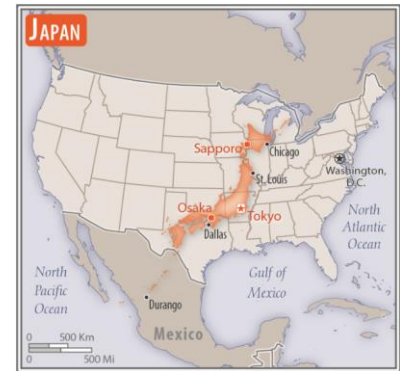 JAPAN
Sapporo
Chicago
St. Louis
Washington,
D.C.
Osaka
Tokyo
Dallas
North
Atlantic
Ocean
North
Pacific
Ocean
Gulf of
Mexico
Durango
Mexico
0 500 Km
0 500 Mi